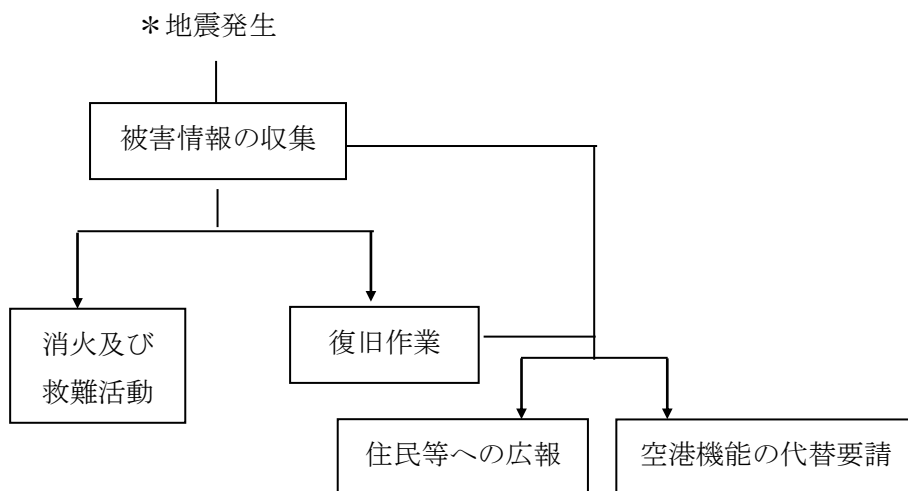 ＊地震発生
被害情報の収集
消火及び
救難活動
復旧作業
住民等への広報
空港機能の代替要請